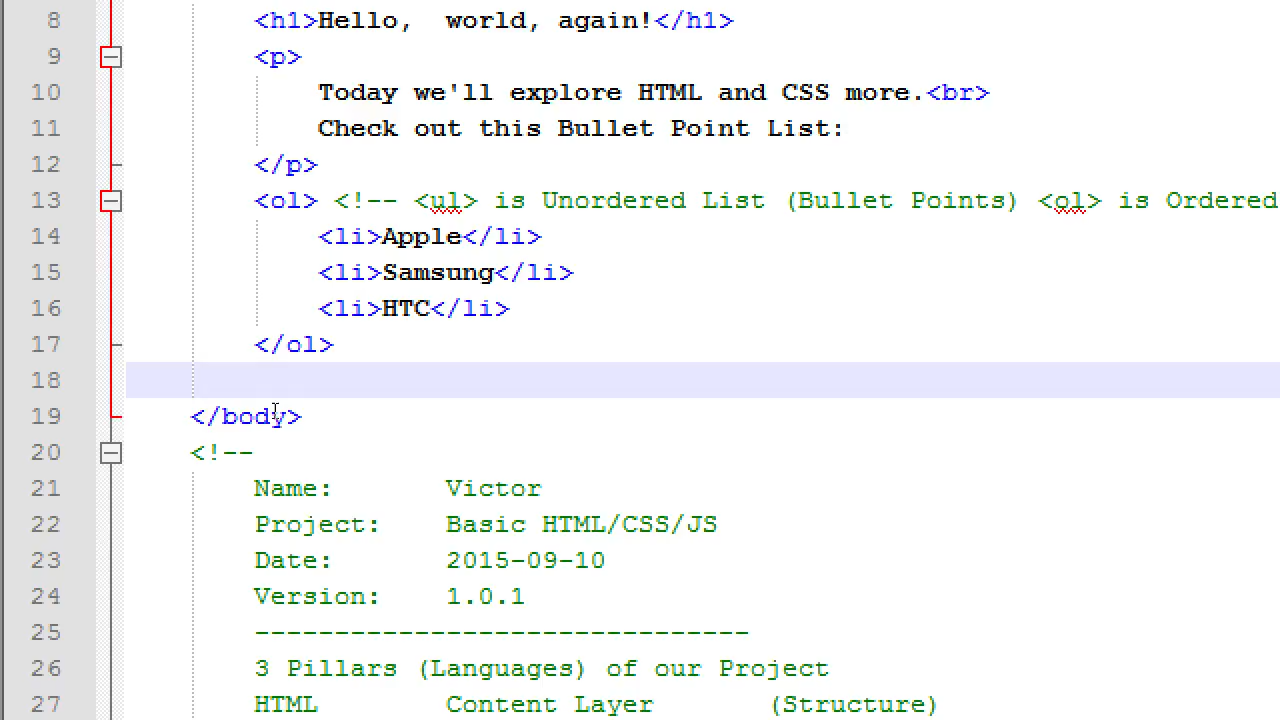 8 <h1>Hello,  world, again!</h1>
9 <p>
10 Today we'll explore HTML and CSS more.<br>
11 Check out this Bullet Point List:
12 </p>
13 <ol> <!-- <ul> is Unordered List (Bullet Points) <ol> is Ordered
14 <li>Apple</li>
15 <li>Samsung</li>
16 <li>HTC</li>
17 </ol>
18
19 </body>
20 <!--
21 Name: Victor
22 Project: Basic HTML/CSS/JS
23 Date: 2015-09-10
24 Version: 1.0.1
25 -------------------------------
26 3 Pillars (Languages) of our Project
27 HTML Content Layer (Structure)